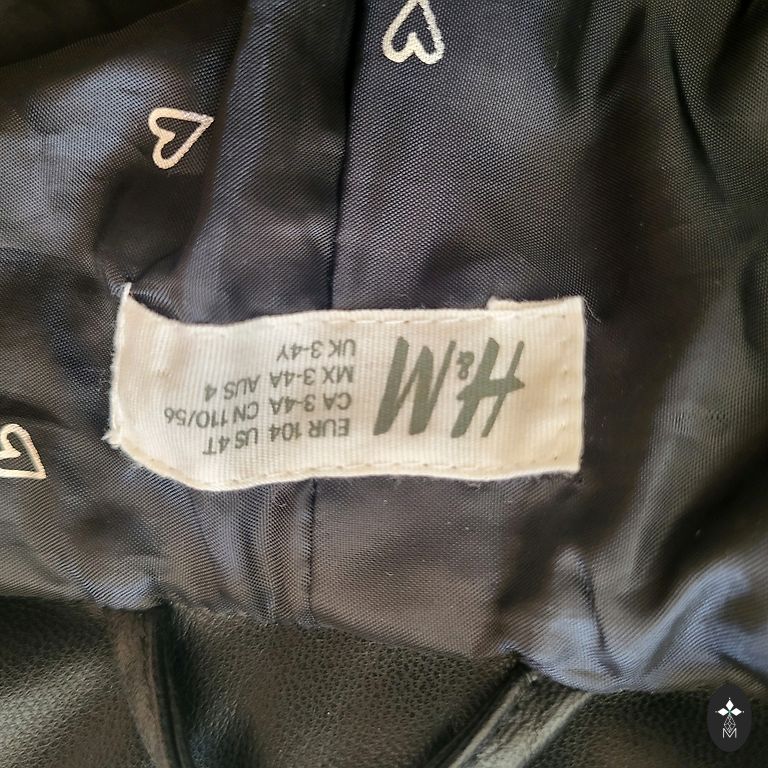 H&M
EUR 104 US 4T
CA 3-4A CN 110/56
MX 3-4A AUS 4
UK 3-4Y
M